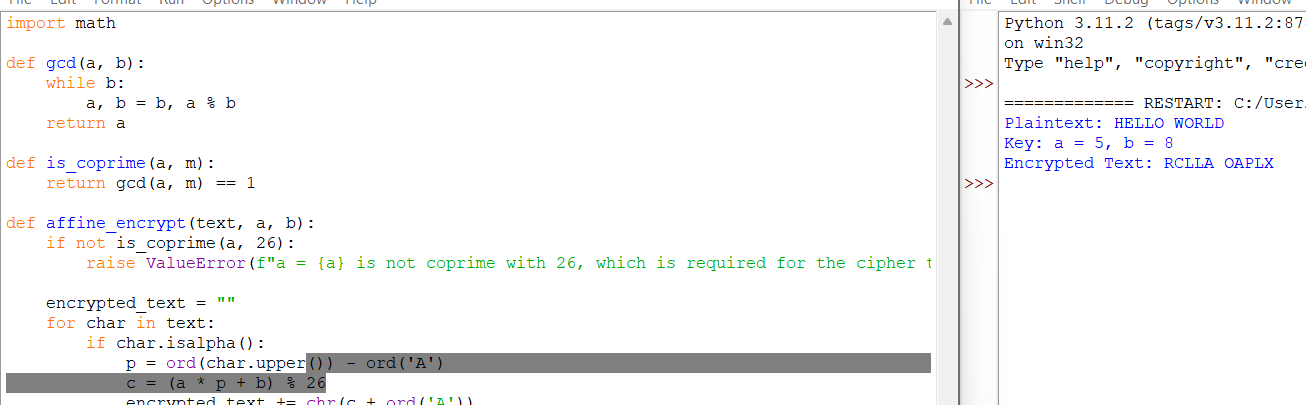 File Edit Format Run Options Window Help
import math
def gcd(a, b):
    while b:
        a, b = b, a % b
    return a
def is_coprime(a, m):
    return gcd(a, m) == 1
def affine_encrypt(text, a, b):
    if not is_coprime(a, 26):
        raise ValueError(f"a = {a} is not coprime with 26, which is required for the cipher t
    encrypted_text = ""
    for char in text:
        if char.isalpha():
            p = ord(char.upper()) - ord('A')
            c = (a * p + b) % 26
            encrypted_text += chr(c + ord('A'))
File Edit Shell Debug Options Window
Python 3.11.2 (tags/v3.11.2:87
on win32
Type "help", "copyright", "cre
>>>
============= RESTART: C:/User
Plaintext: HELLO WORLD
Key: a = 5, b = 8
Encrypted Text: RCLLA OAPLX
>>>